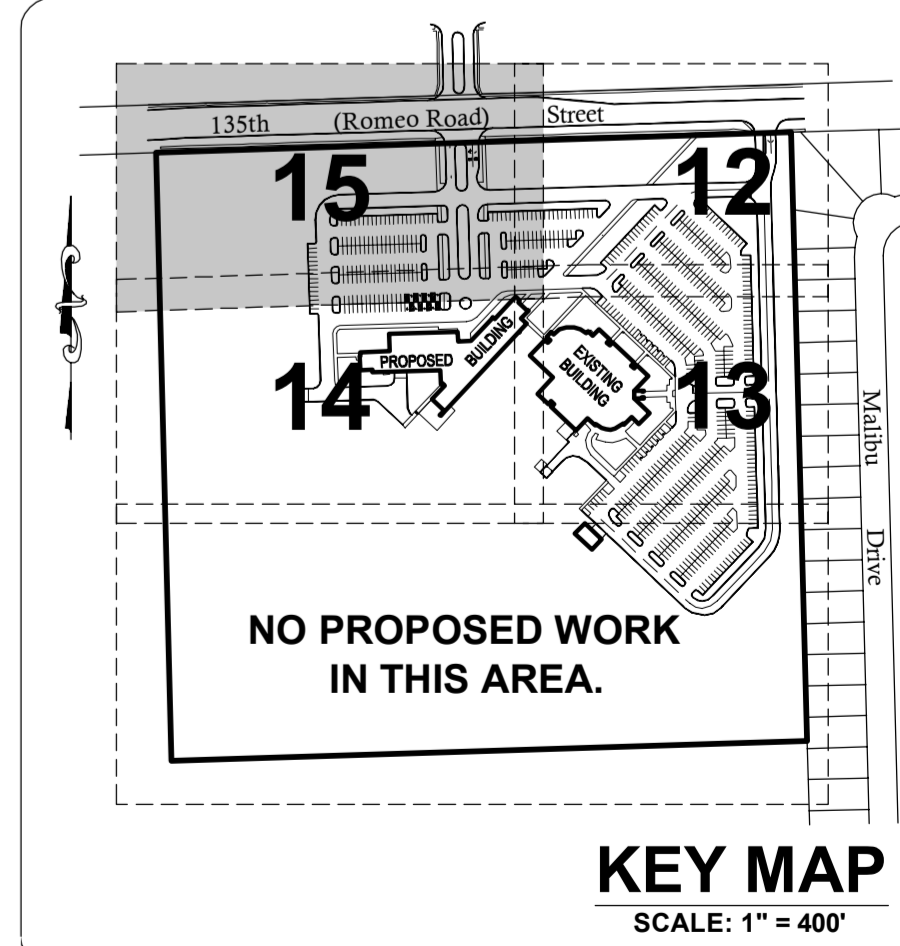 135th (Romeo Road) Street
15
12
PROPOSED BUILDING
EXISTING
BUILDING
14
13
Malibu Drive
NO PROPOSED WORK
IN THIS AREA.
KEY MAP
SCALE: 1" = 400'